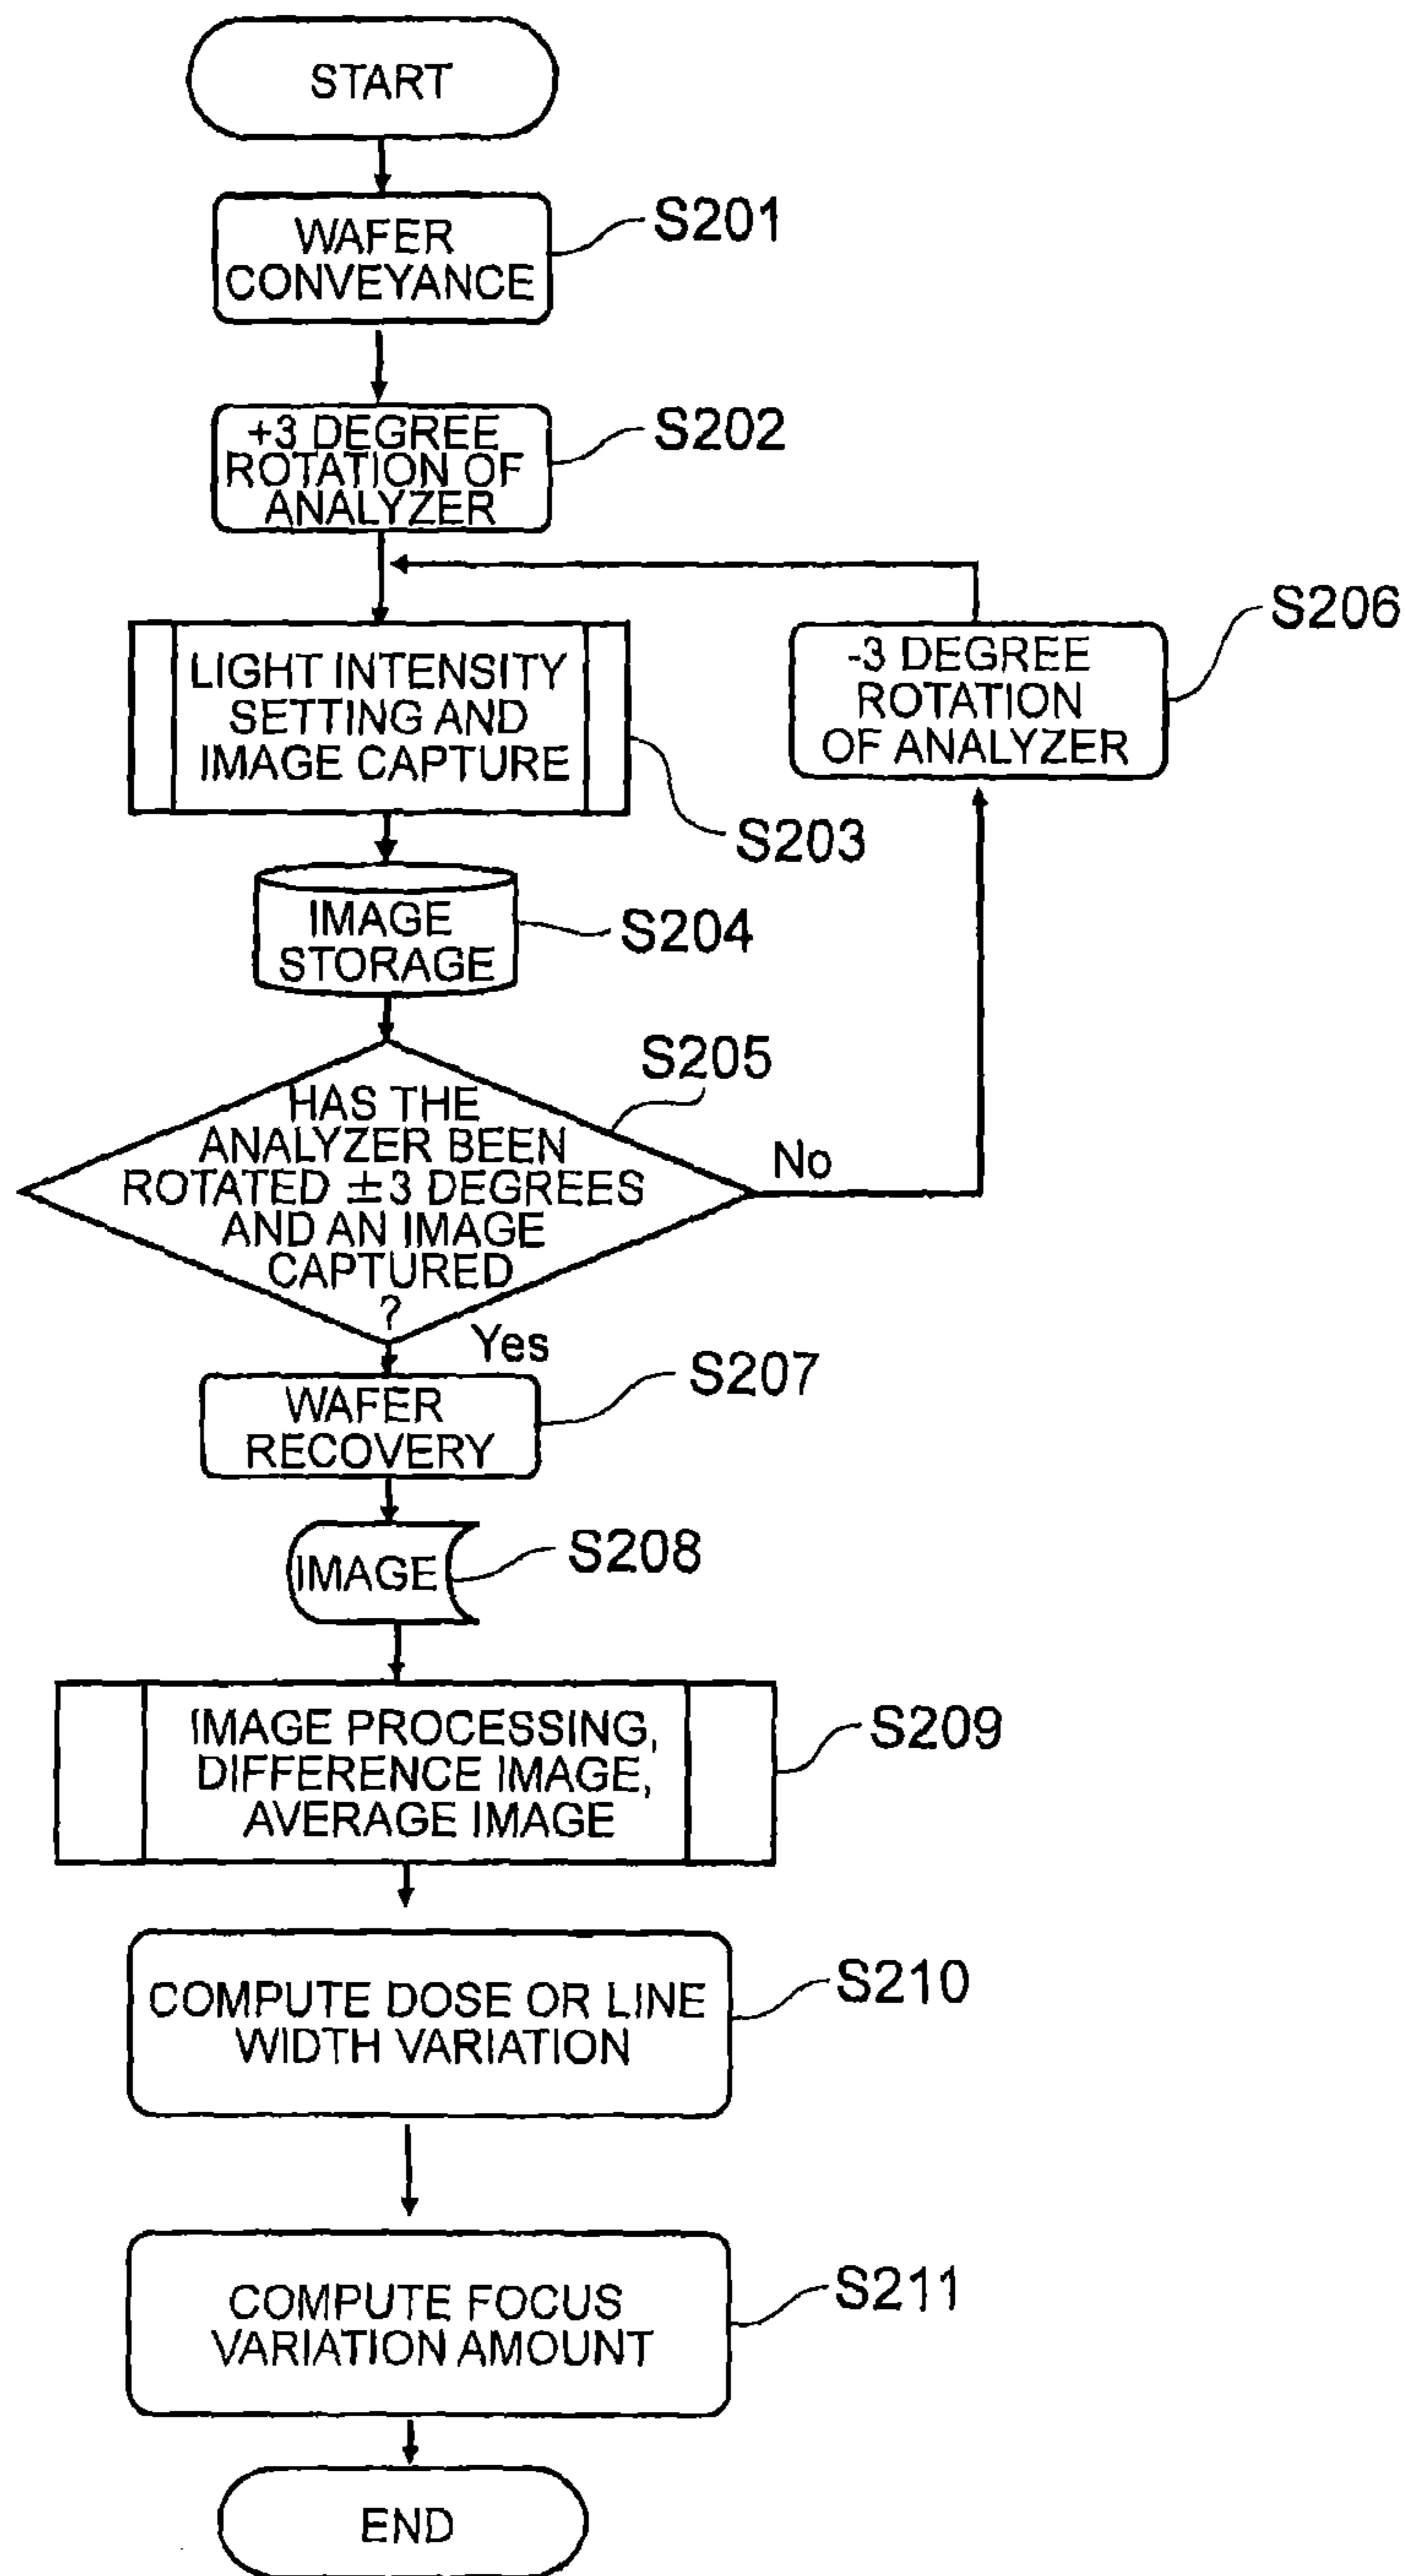 START
WAFER
CONVEYANCE
S201
+3 DEGREE
ROTATION OF
ANALYZER
S202
LIGHT INTENSITY
SETTING AND
IMAGE CAPTURE
S203
-3 DEGREE
ROTATION
OF ANALYZER
S206
IMAGE
STORAGE
S204
HAS THE
ANALYZER BEEN
ROTATED ±3 DEGREES
AND AN IMAGE
CAPTURED
?
S205
No
Yes
WAFER
RECOVERY
S207
IMAGE
S208
IMAGE PROCESSING,
DIFFERENCE IMAGE,
AVERAGE IMAGE
S209
COMPUTE DOSE OR LINE
WIDTH VARIATION
S210
COMPUTE FOCUS
VARIATION AMOUNT
S211
END